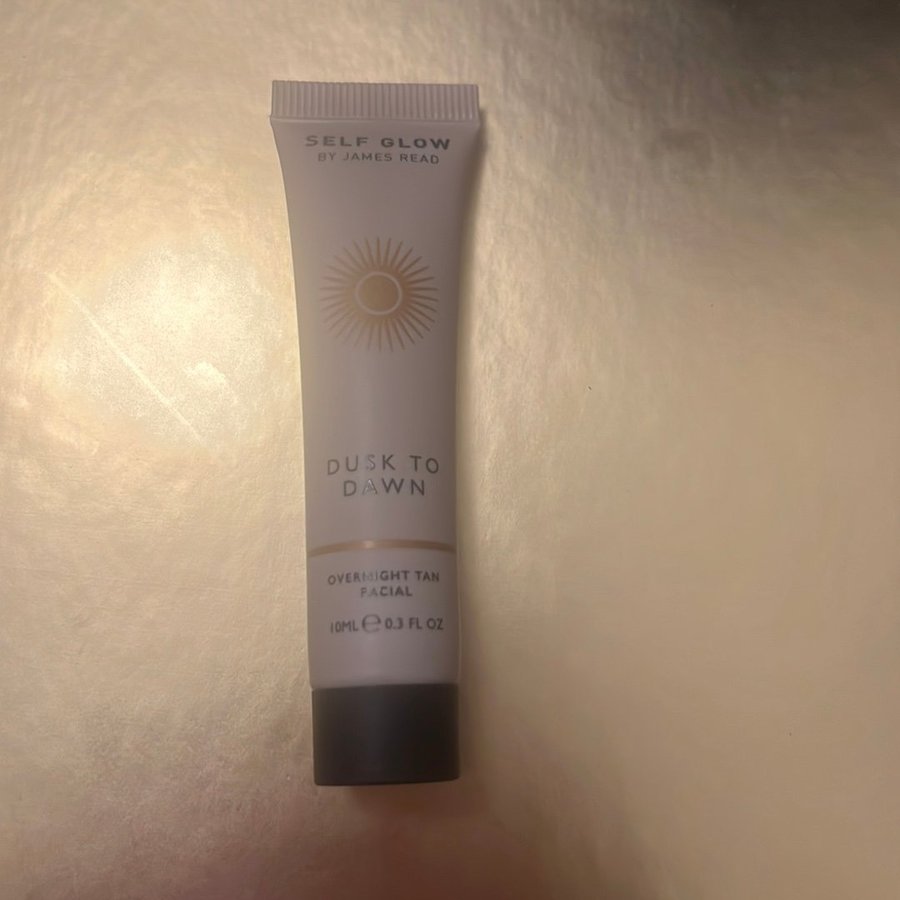 SELF GLOW
BY JAMES READ
DUSK TO
DAWN
OVERNIGHT TAN
FACIAL
10ML ℮ 0.3 FL OZ